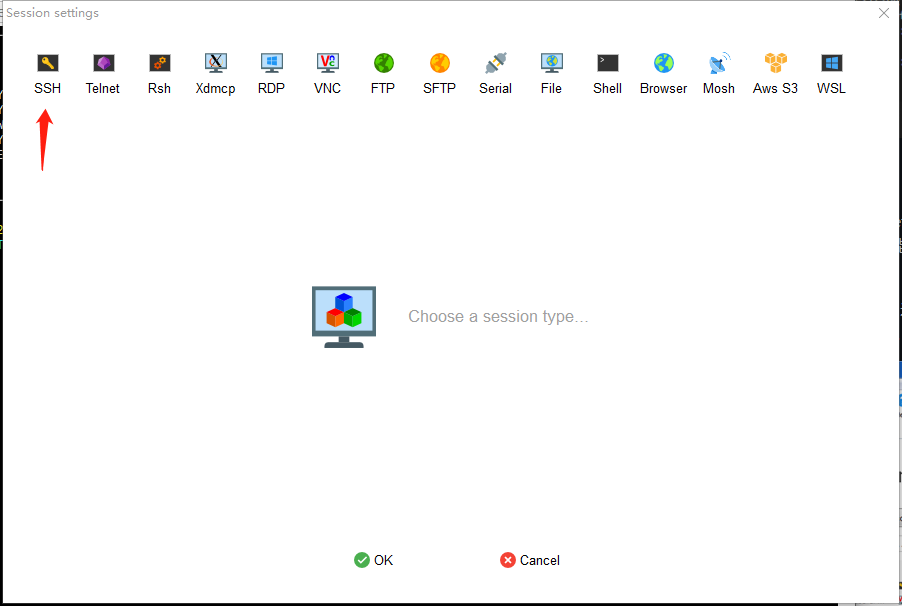 Session settings
SSH Telnet Rsh Xdmcp RDP VNC FTP SFTP Serial File Shell Browser Mosh Aws S3 WSL
Choose a session type...
OK Cancel